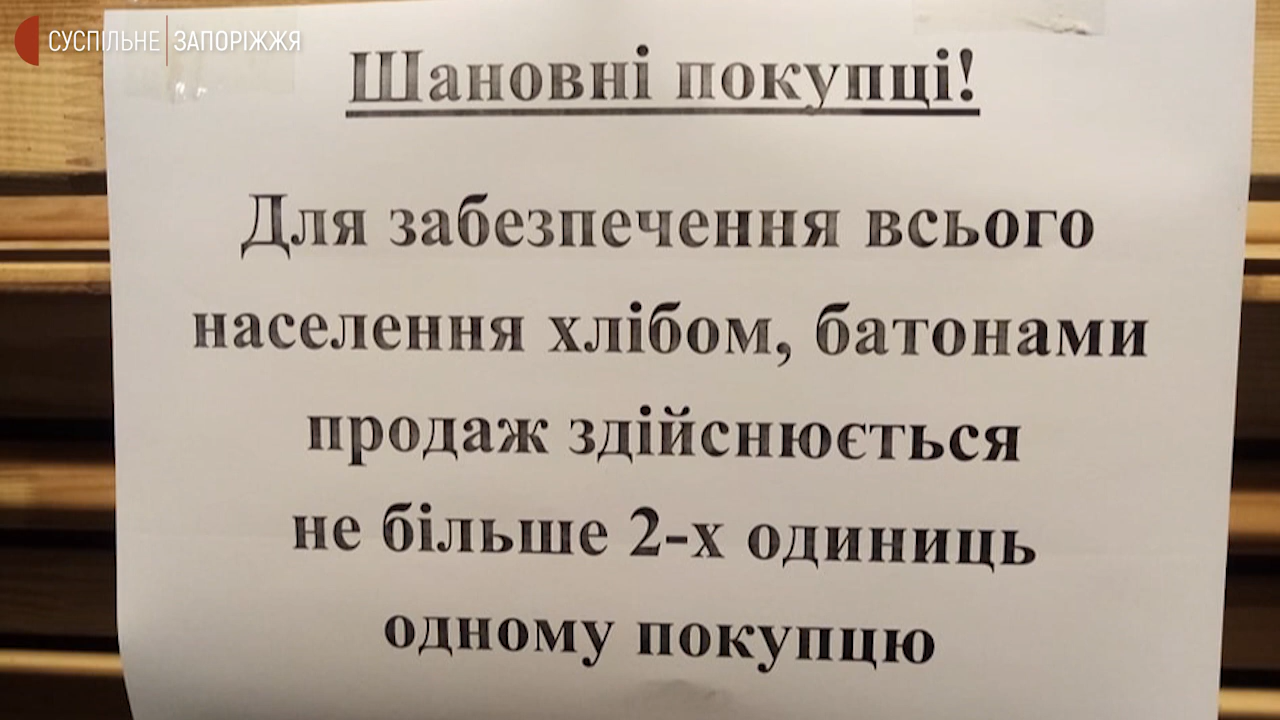 СУСПІЛЬНЕ ЗАПОРІЖЖЯ
Шановні покупці!
Для забезпечення всього
населення хлібом, батонами
продаж здійснюється
не більше 2-х одиниць
одному покупцю